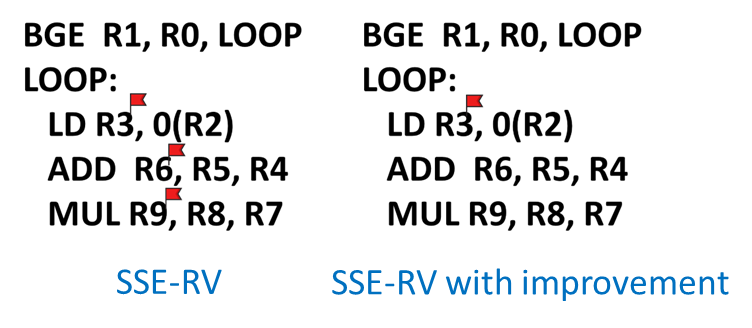 BGE R1, R0, LOOP
LOOP:
LD R3, 0(R2)
ADD R6, R5, R4
MUL R9, R8, R7
SSE-RV
BGE R1, R0, LOOP
LOOP:
LD R3, 0(R2)
ADD R6, R5, R4
MUL R9, R8, R7
SSE-RV with improvement